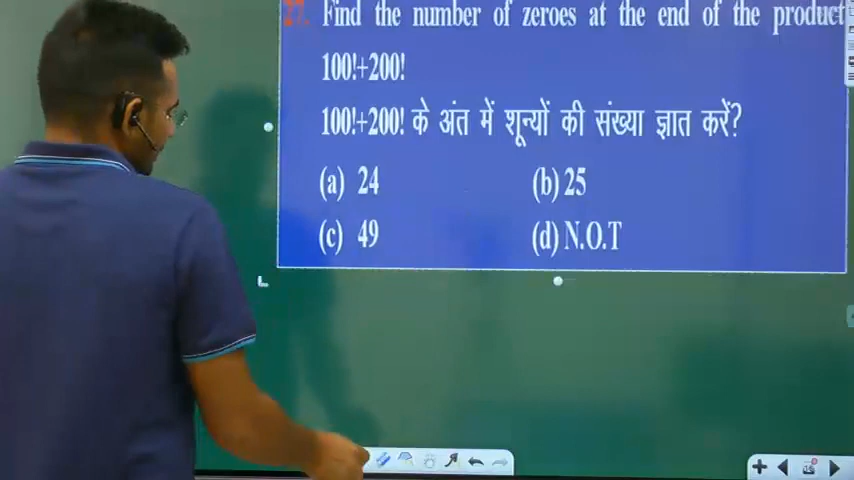 27. Find the number of zeroes at the end of the product
100!+200!
100!+200! के अंत में शून्यों की संख्या ज्ञात करें?
(a) 24 (b) 25
(c) 49 (d) N.O.T